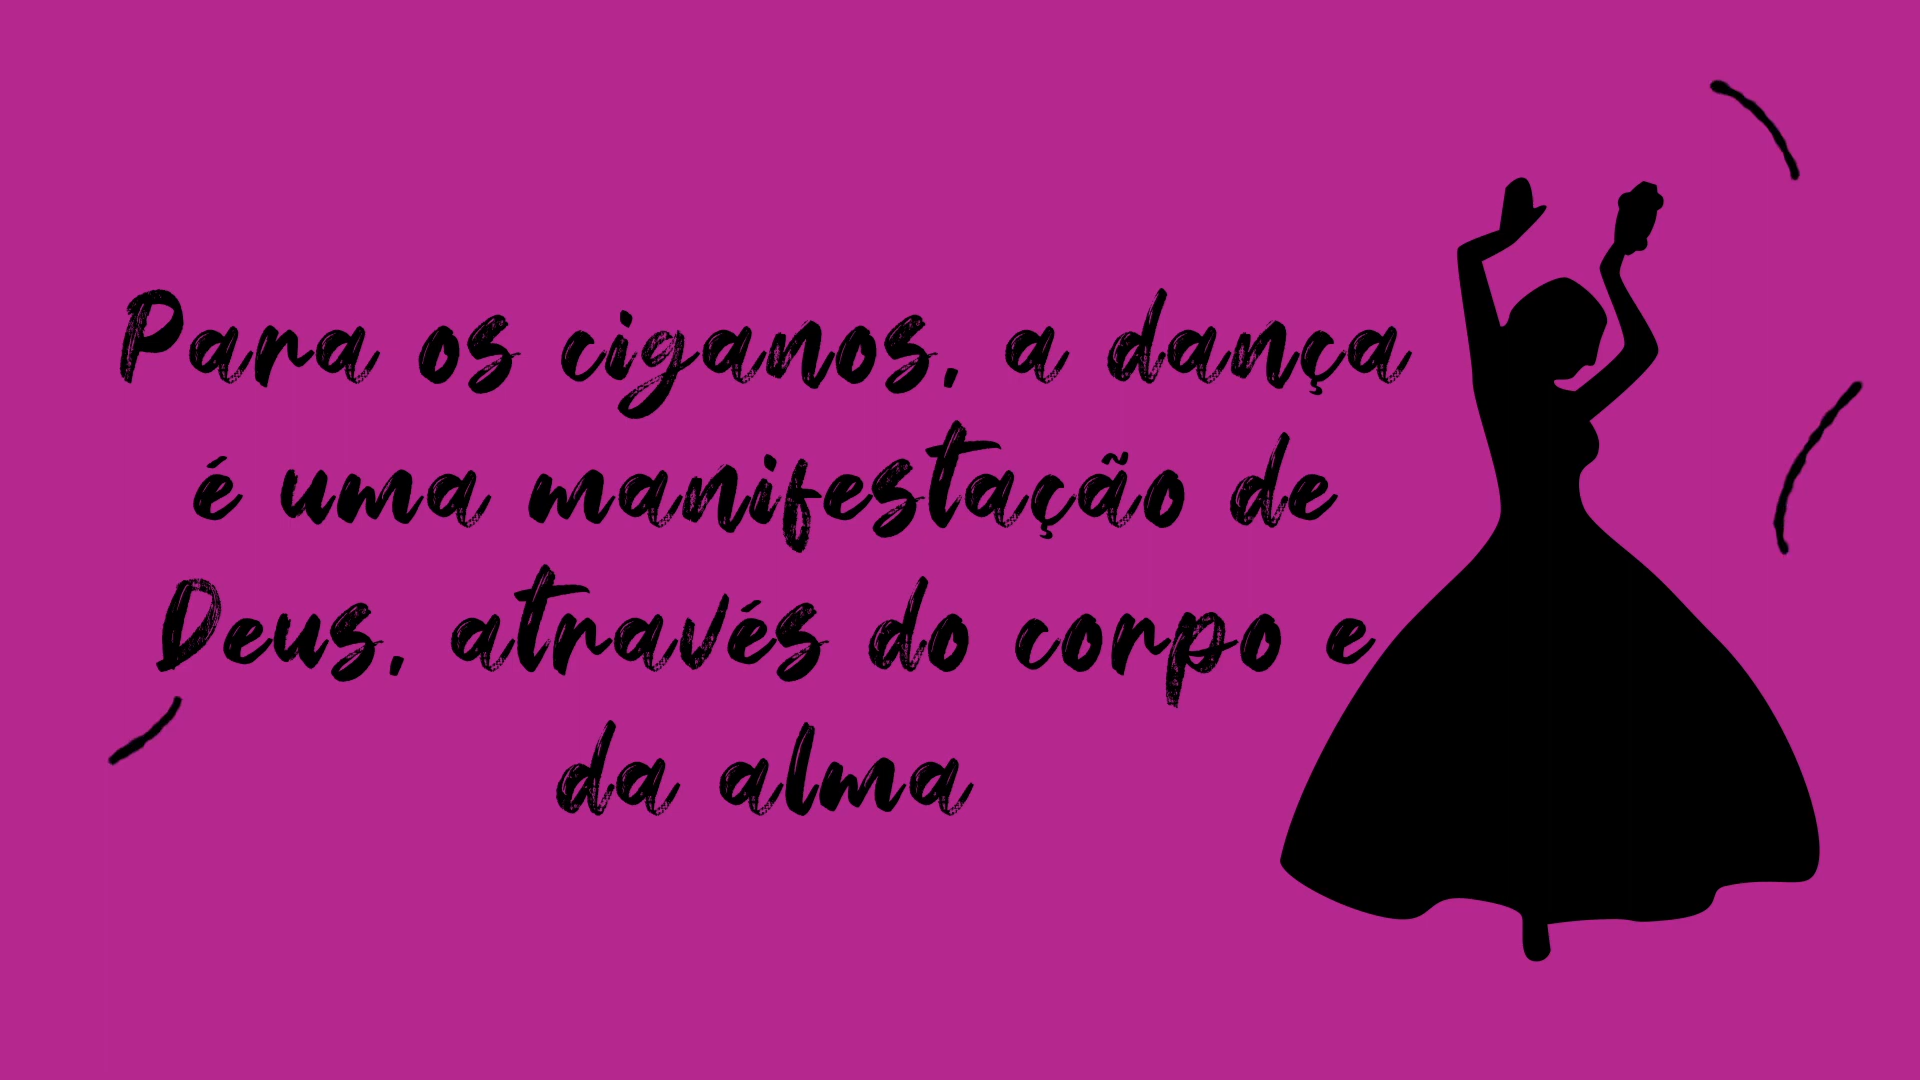 Para os ciganos, a dança
é uma manifestação de
Deus, através do corpo e
da alma